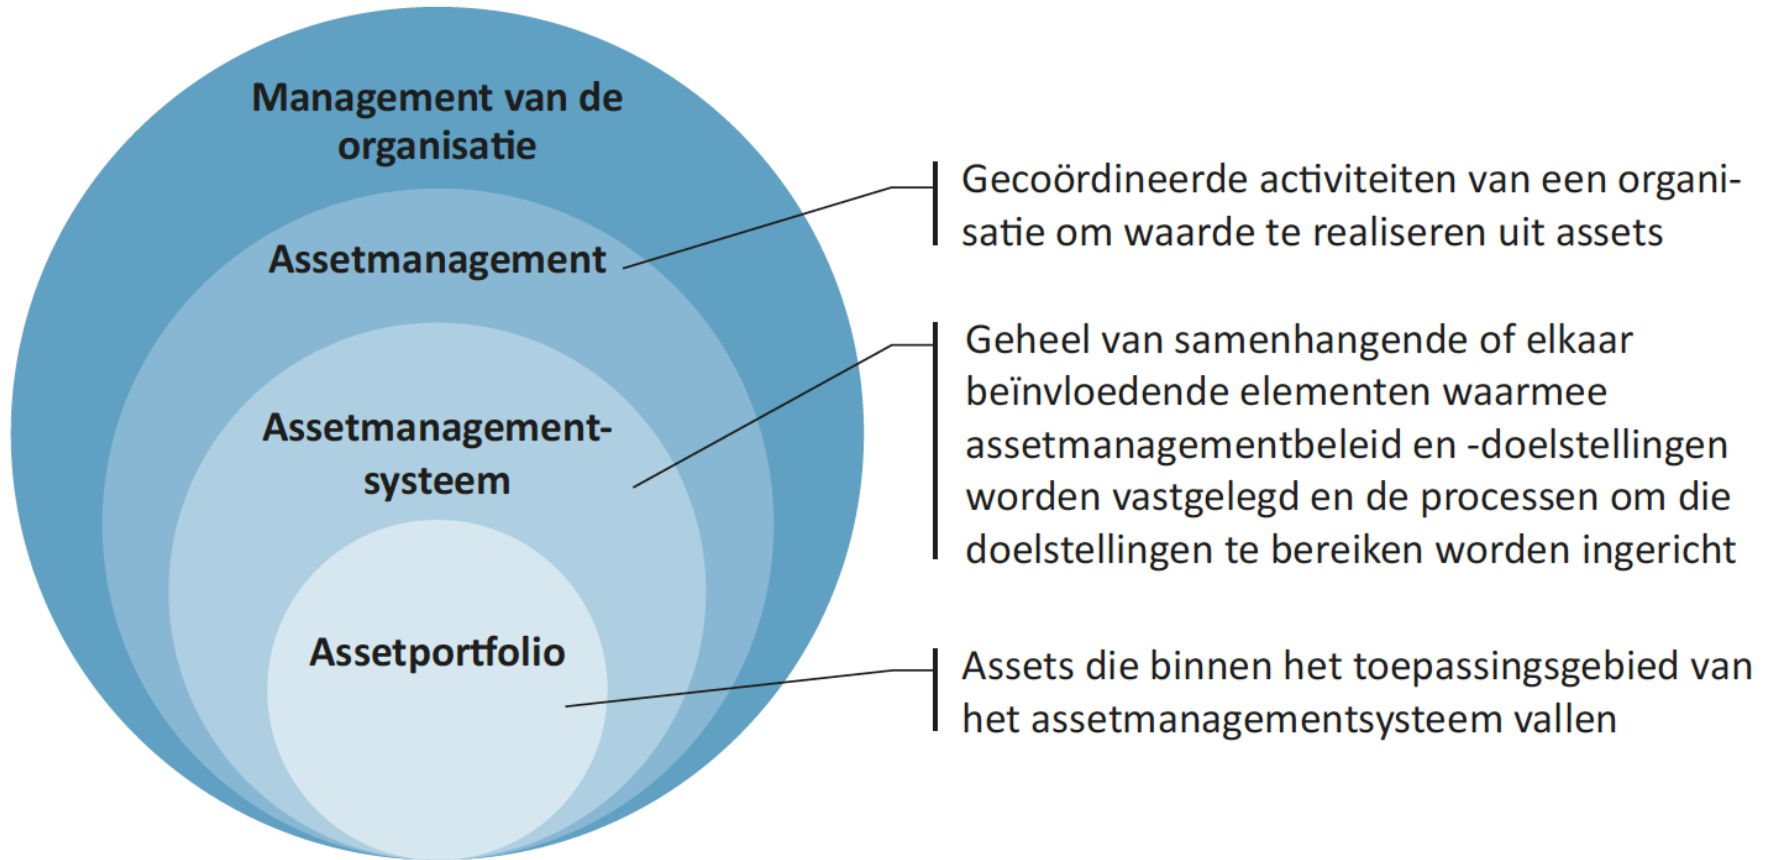 Management van de
organisatie
Assetmanagement
Gecoördineerde activiteiten van een organi-
satie om waarde te realiseren uit assets
Assetmanagement-
systeem
Geheel van samenhangende of elkaar
beïnvloedende elementen waarmee
assetmanagementbeleid en -doelstellingen
worden vastgelegd en de processen om die
doelstellingen te bereiken worden ingericht
Assetportfolio
Assets die binnen het toepassingsgebied van
het assetmanagementsysteem vallen